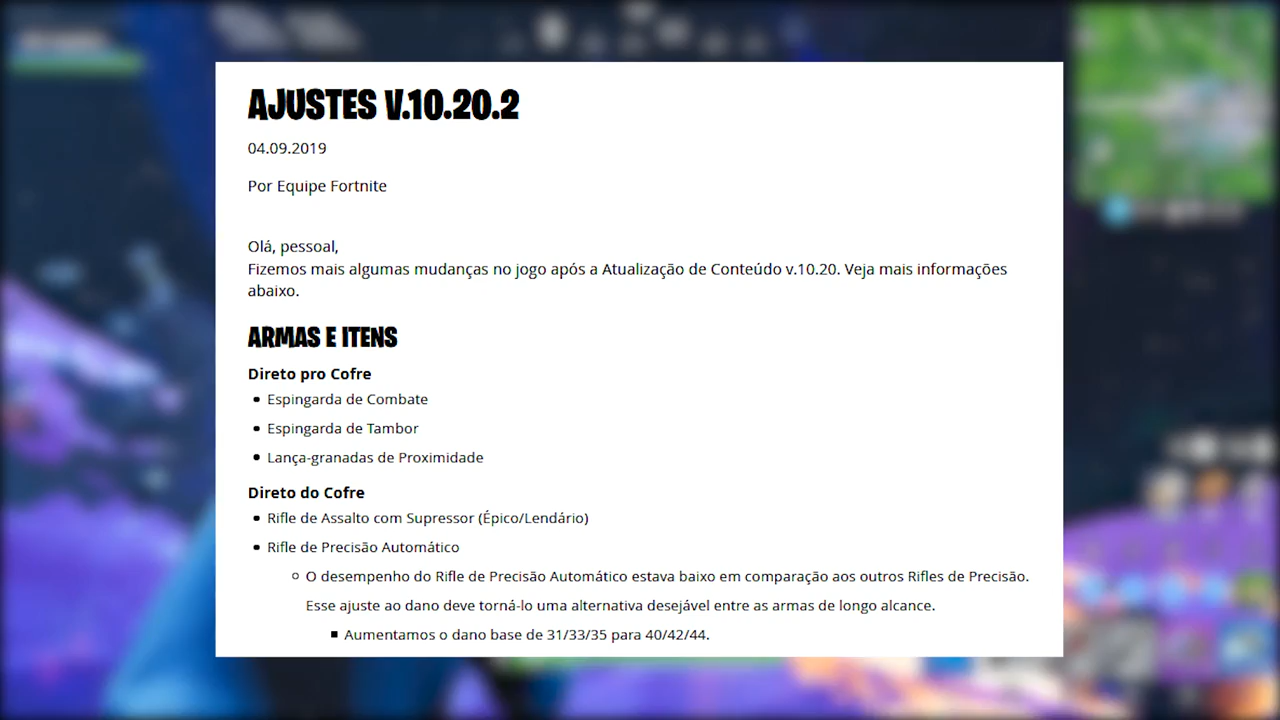 AJUSTES V.10.20.2
04.09.2019
Por Equipe Fortnite
Olá, pessoal,
Fizemos mais algumas mudanças no jogo após a Atualização de Conteúdo v.10.20. Veja mais informações
abaixo.
ARMAS E ITENS
Direto pro Cofre
• Espingarda de Combate
• Espingarda de Tambor
• Lança-granadas de Proximidade
Direto do Cofre
• Rifle de Assalto com Supressor (Épico/Lendário)
• Rifle de Precisão Automático
○ O desempenho do Rifle de Precisão Automático estava baixo em comparação aos outros Rifles de Precisão.
Esse ajuste ao dano deve torná-lo uma alternativa desejável entre as armas de longo alcance.
■ Aumentamos o dano base de 31/33/35 para 40/42/44.